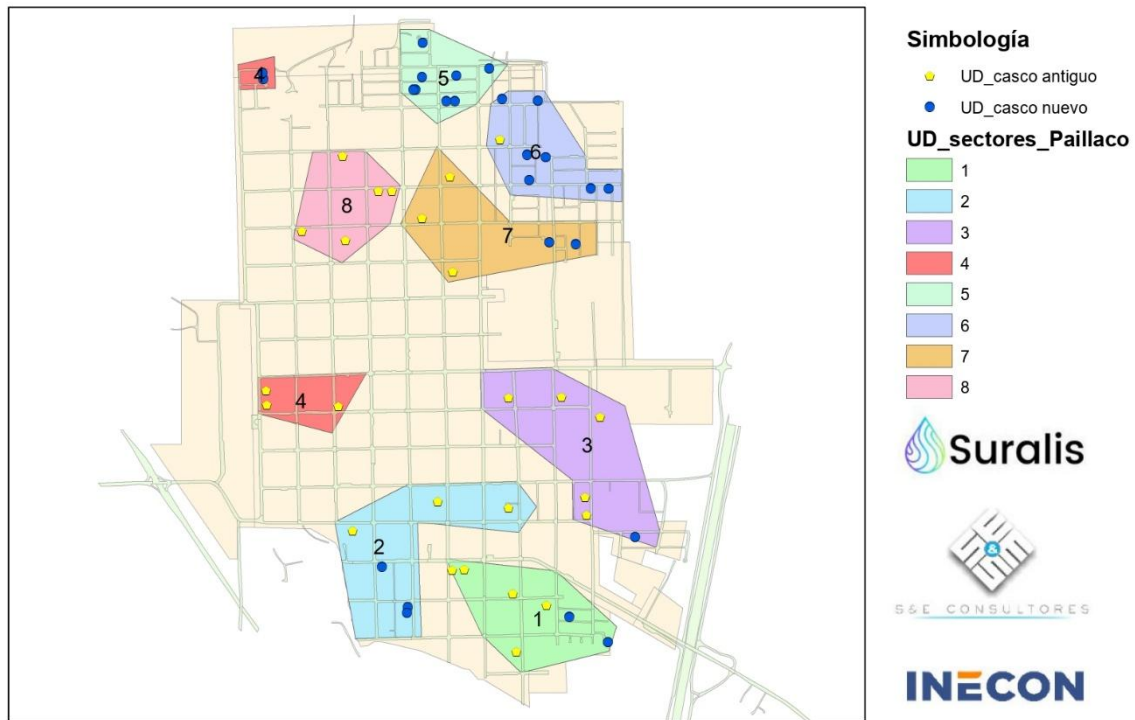 4
5
6
8
7
4
3
2
1
Simbología
UD_casco antiguo
UD_casco nuevo
UD_sectores_Paillaco
1
2
3
4
5
6
7
8
Suralis
&
S&E CONSULTORES
INECON